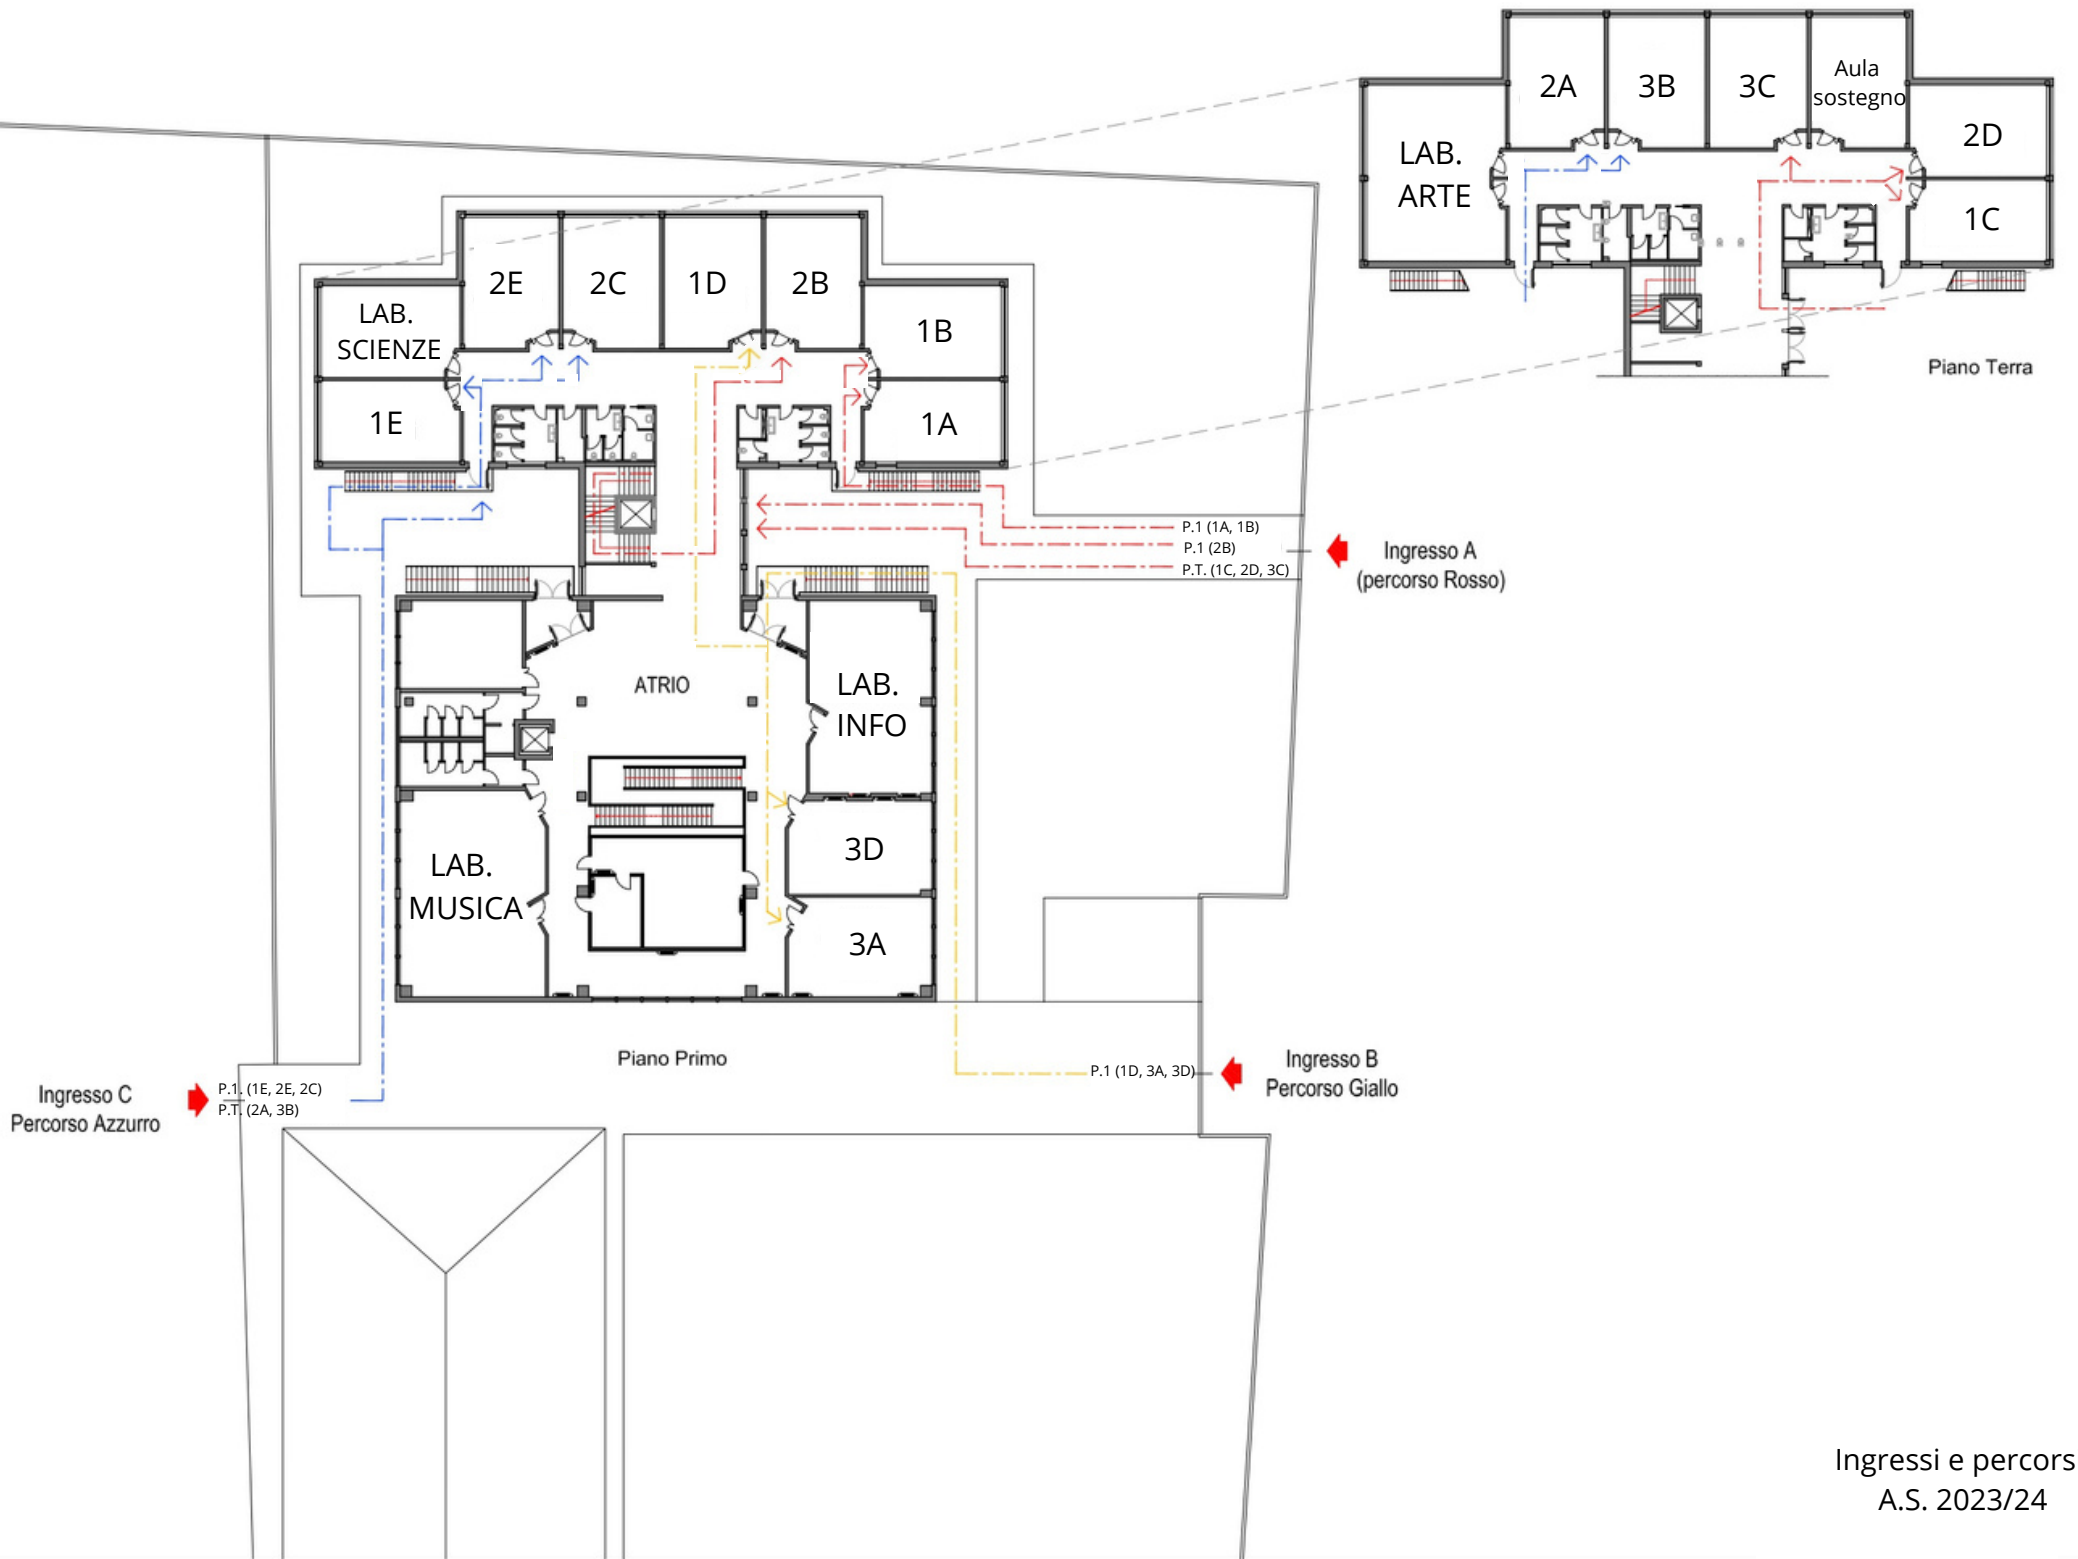 2A
3B
3C
Aula
sostegno
2D
LAB.
ARTE
1C
Piano Terra
2E
2C
1D
2B
LAB.
SCIENZE
1B
1E
1A
P.1 (1A, 1B)
P.1 (2B)
P.T. (1C, 2D, 3C)
Ingresso A
(percorso Rosso)
ATRIO
LAB.
INFO
3D
LAB.
MUSICA
3A
Piano Primo
P.1 (1D, 3A, 3D)
Ingresso B
Percorso Giallo
Ingresso C
Percorso Azzurro
P.1. (1E, 2E, 2C)
P.T. (2A, 3B)
Ingressi e percors
A.S. 2023/24